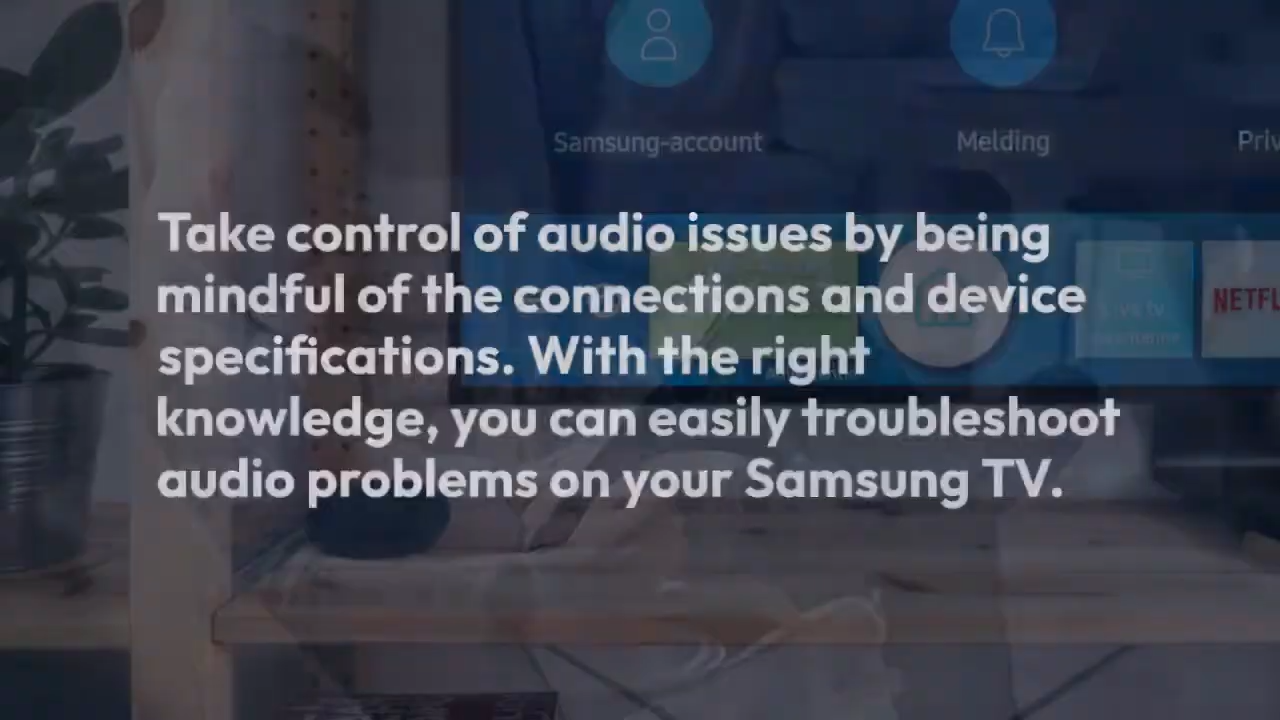 Samsung-account
Melding
Priv
Take control of audio issues by being
mindful of the connections and device
specifications. With the right
knowledge, you can easily troubleshoot
audio problems on your Samsung TV.
NETFL